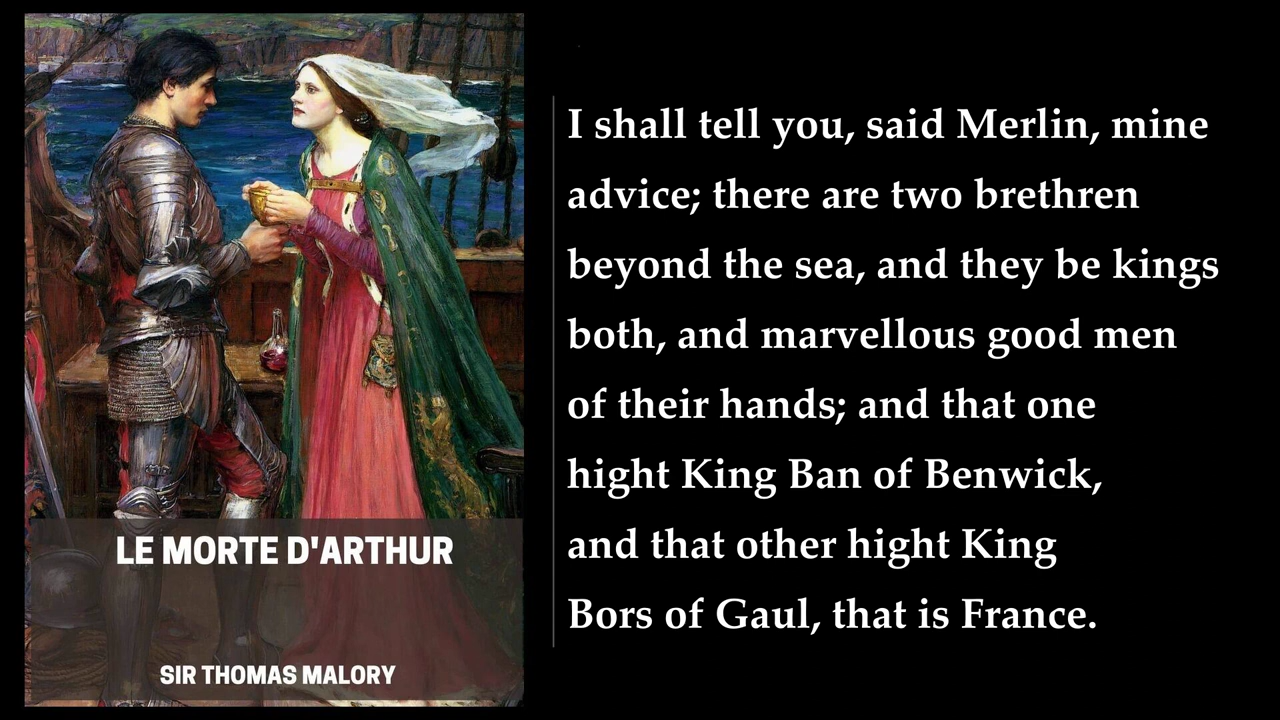 LE MORTE D'ARTHUR
SIR THOMAS MALORY
I shall tell you, said Merlin, mine
advice; there are two brethren
beyond the sea, and they be kings
both, and marvellous good men
of their hands; and that one
hight King Ban of Benwick,
and that other hight King
Bors of Gaul, that is France.